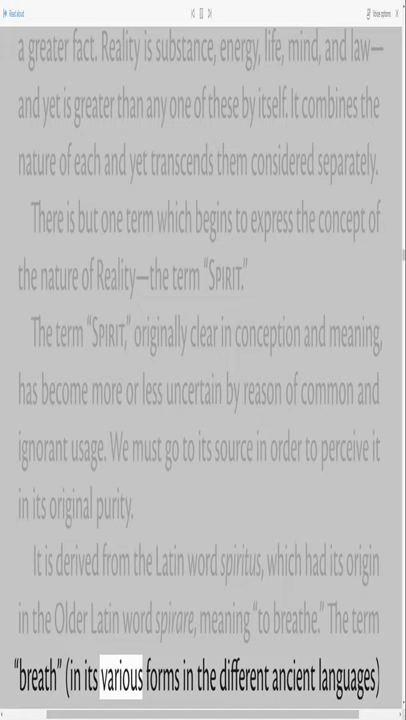 Read aloud
Voice options
a greater fact. Reality is substance, energy, life, mind, and law—
and yet is greater than any one of these by itself. It combines the
nature of each and yet transcends them considered separately.
There is but one term which begins to express the concept of
the nature of Reality—the term “SPIRIT.”
The term “SPIRIT,” originally clear in conception and meaning,
has become more or less uncertain by reason of common and
ignorant usage. We must go to its source in order to perceive it
in its original purity.
It is derived from the Latin word spiritus, which had its origin
in the Older Latin word spirare, meaning “to breathe.” The term
“breath” (in its various forms in the different ancient languages)